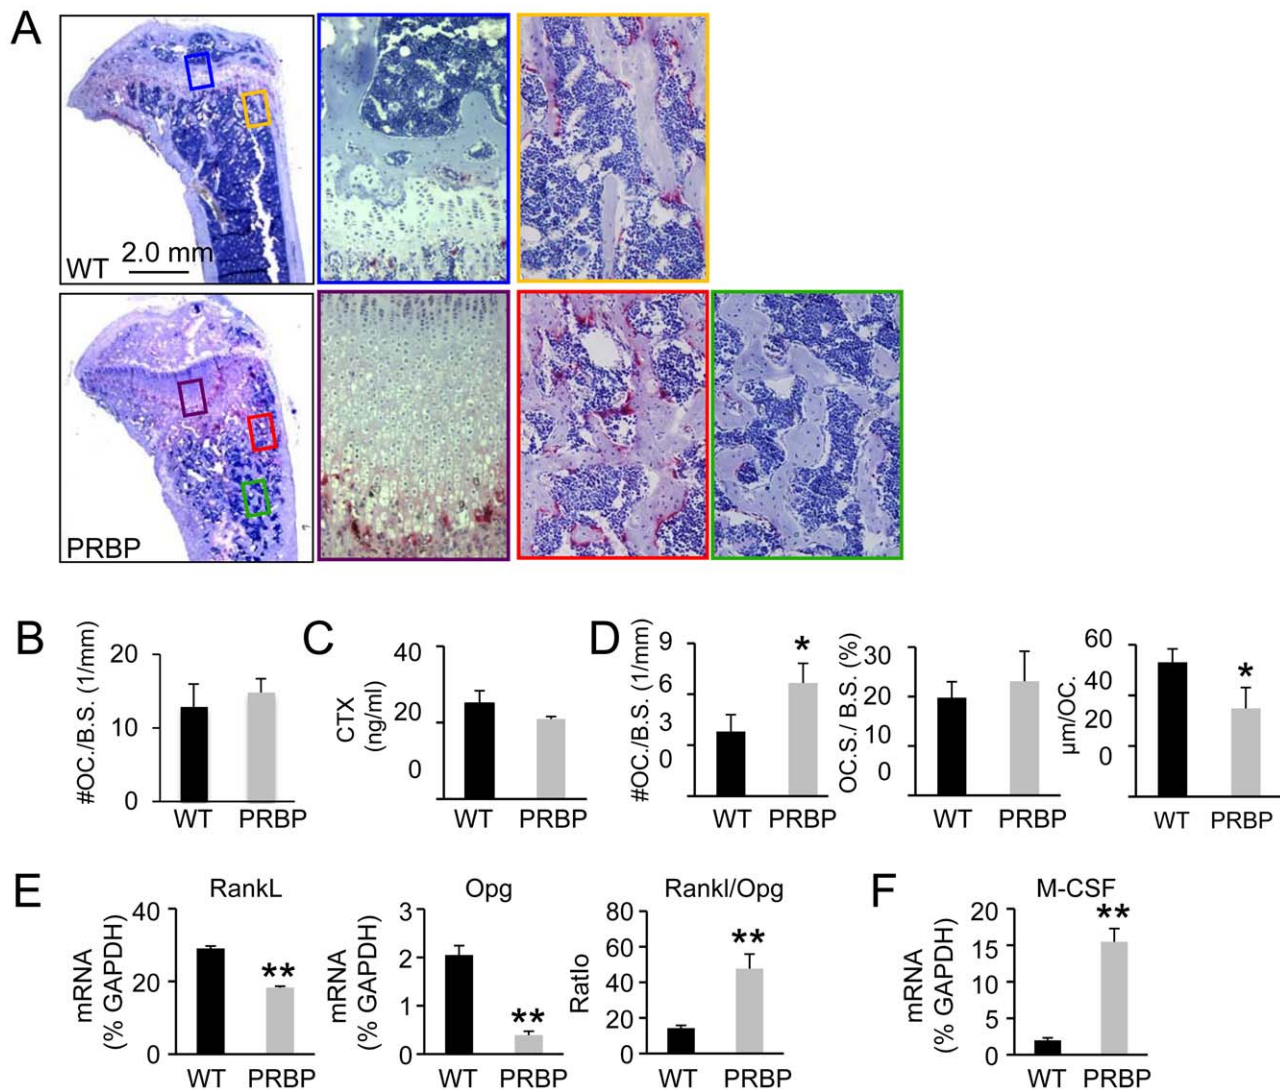 A
WT
2.0 mm
PRBP
B
#OC./B.S. (1/mm)
20
10
0
WT PRBP
C
CTX
(ng/ml)
40
20
0
WT PRBP
D
#OC./B.S. (1/mm)
9
6
3
0
*
WT PRBP
OC.S./ B.S. (%)
30
20
10
0
WT PRBP
µm/OC.
60
40
20
0
*
WT PRBP
E
RankL
mRNA
(% GAPDH)
40
20
0
**
WT PRBP
Opg
mRNA
(% GAPDH)
3
2
1
0
**
WT PRBP
Rankl/Opg
RatIo
80
60
40
20
0
**
WT PRBP
F
M-CSF
mRNA
(% GAPDH)
20
15
10
5
0
**
WT PRBP